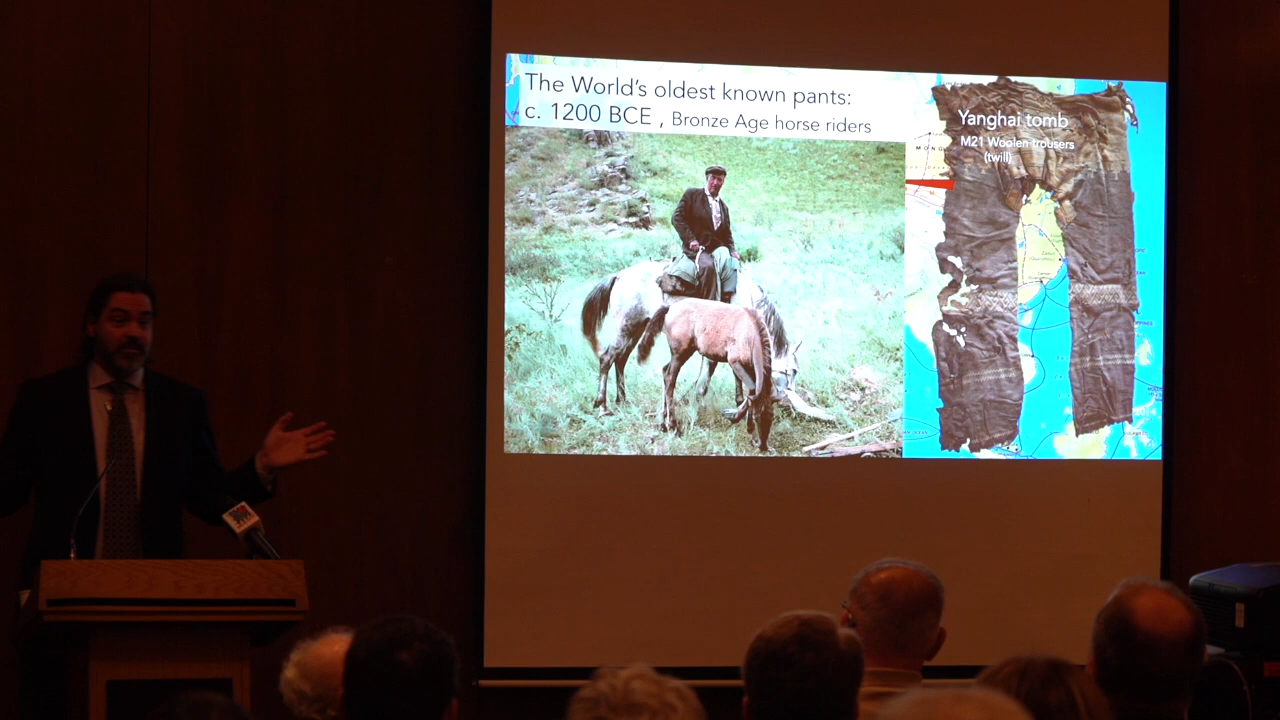 The World's oldest known pants:
c. 1200 BCE , Bronze Age horse riders
Yanghai tomb
M21 Woolen trousers
(twill)